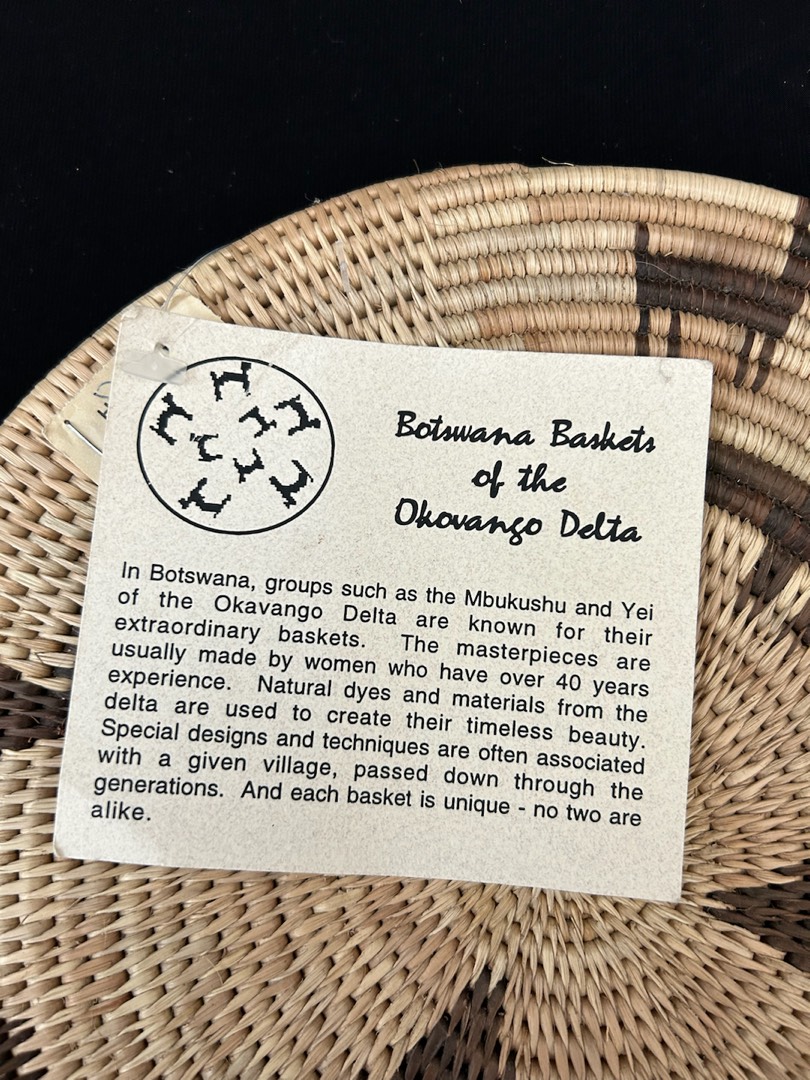 Botswana Baskets
of the
Okovango Delta
In Botswana, groups such as the Mbukushu and Yei
of the Okavango Delta are known for their
extraordinary baskets. The masterpieces are
usually made by women who have over 40 years
experience. Natural dyes and materials from the
delta are used to create their timeless beauty.
Special designs and techniques are often associated
with a given village, passed down through the
generations. And each basket is unique - no two are
alike.